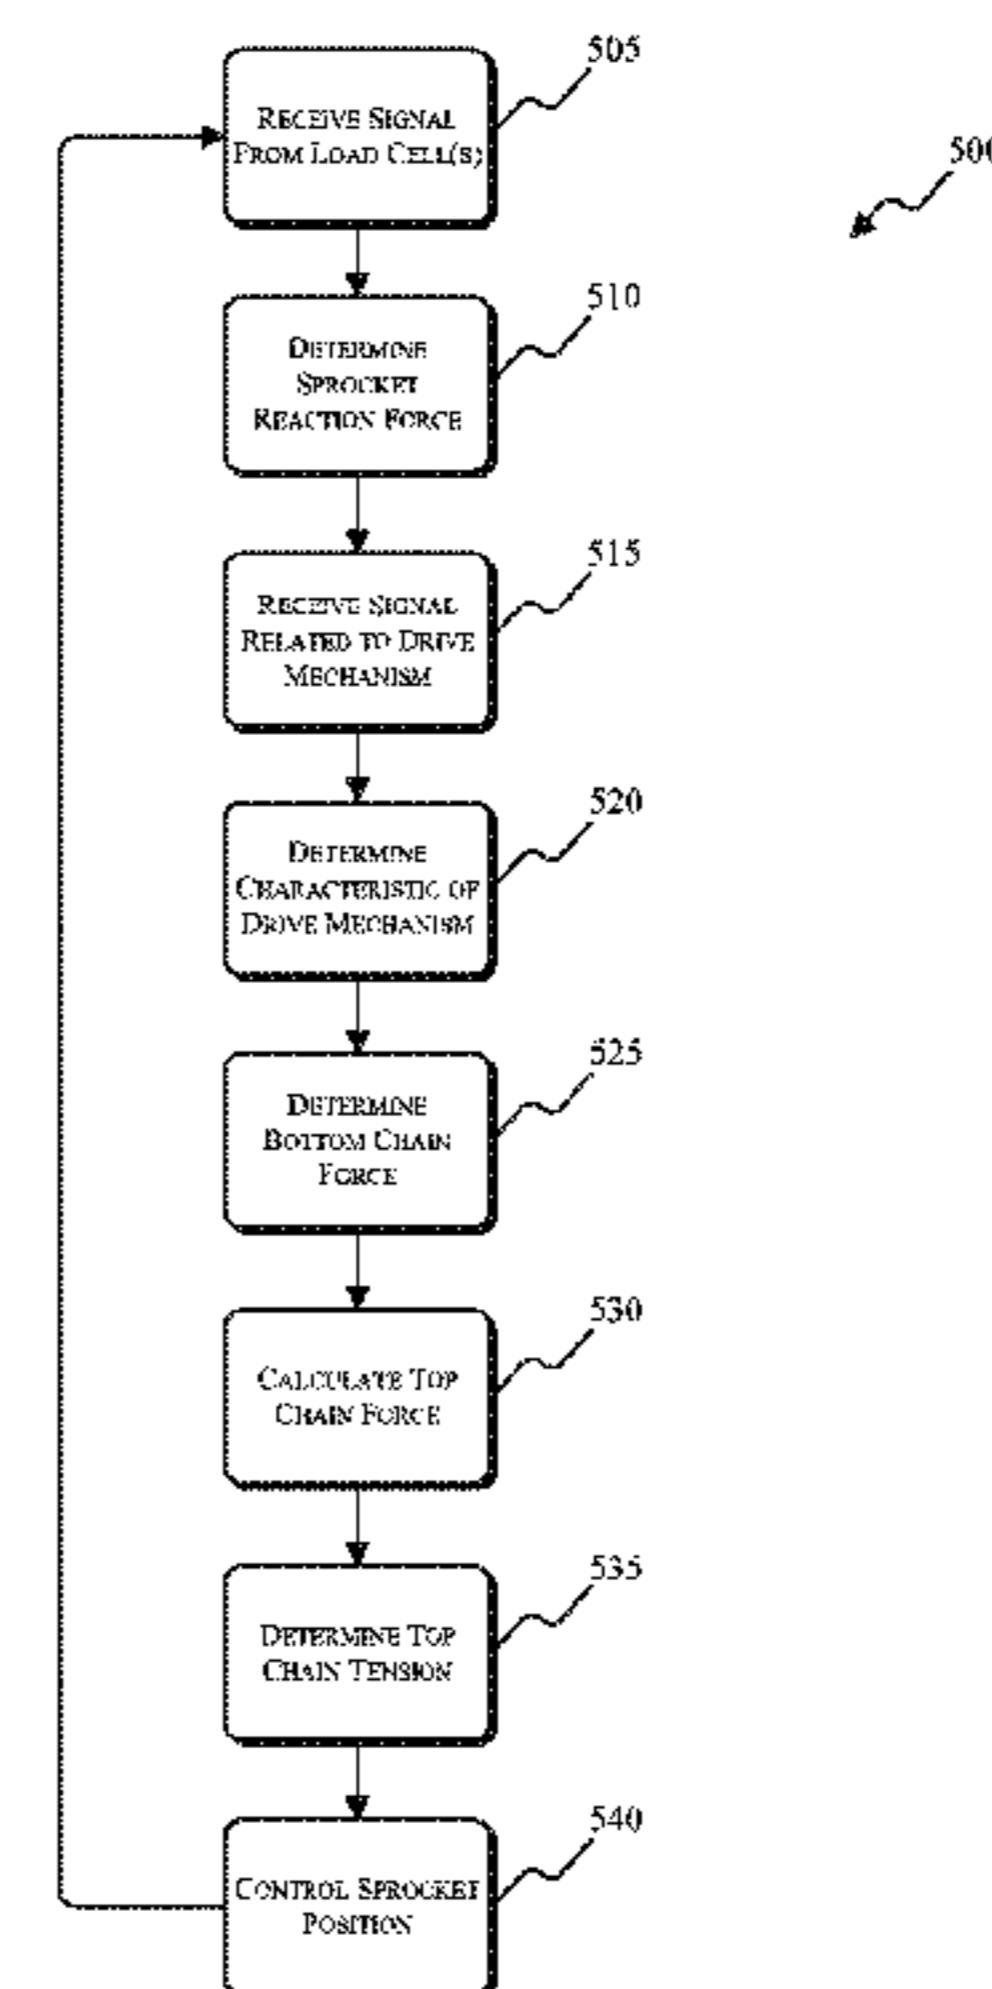 505
RECEIVE SIGNAL
FROM LOAD CELL(S)
500
510
DETERMINE
SPROCKET
REACTION FORCE
515
RECEIVE SIGNAL
RELATED TO DRIVE
MECHANISM
520
DETERMINE
CHARACTERISTIC OF
DRIVE MECHANISM
525
DETERMINE
BOTTOM CHAIN
FORCE
530
CALCULATE TOP
CHAIN FORCE
535
DETERMINE TOP
CHAIN TENSION
540
CONTROL SPROCKET
POSITION